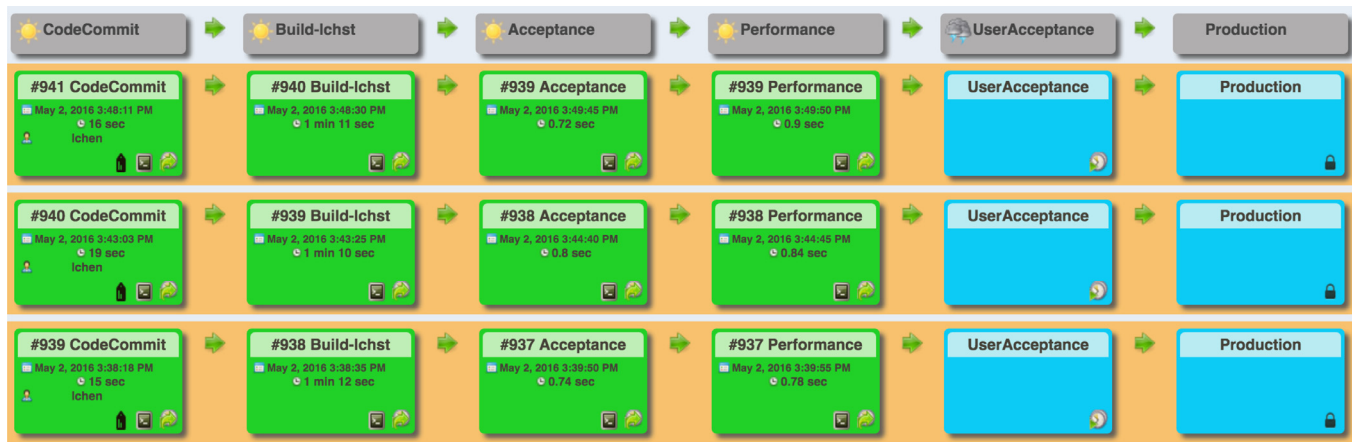 CodeCommit
Build-lchst
Acceptance
Performance
UserAcceptance
Production
#941 CodeCommit
May 2, 2016 3:48:11 PM
16 sec
lchen
#940 Build-lchst
May 2, 2016 3:48:30 PM
1 min 11 sec
#939 Acceptance
May 2, 2016 3:49:45 PM
0.72 sec
#939 Performance
May 2, 2016 3:49:50 PM
0.9 sec
UserAcceptance
Production
#940 CodeCommit
May 2, 2016 3:43:03 PM
19 sec
lchen
#939 Build-lchst
May 2, 2016 3:43:25 PM
1 min 10 sec
#938 Acceptance
May 2, 2016 3:44:40 PM
0.8 sec
#938 Performance
May 2, 2016 3:44:45 PM
0.84 sec
UserAcceptance
Production
#939 CodeCommit
May 2, 2016 3:38:18 PM
15 sec
lchen
#938 Build-lchst
May 2, 2016 3:38:35 PM
1 min 12 sec
#937 Acceptance
May 2, 2016 3:39:50 PM
0.74 sec
#937 Performance
May 2, 2016 3:39:55 PM
0.78 sec
UserAcceptance
Production